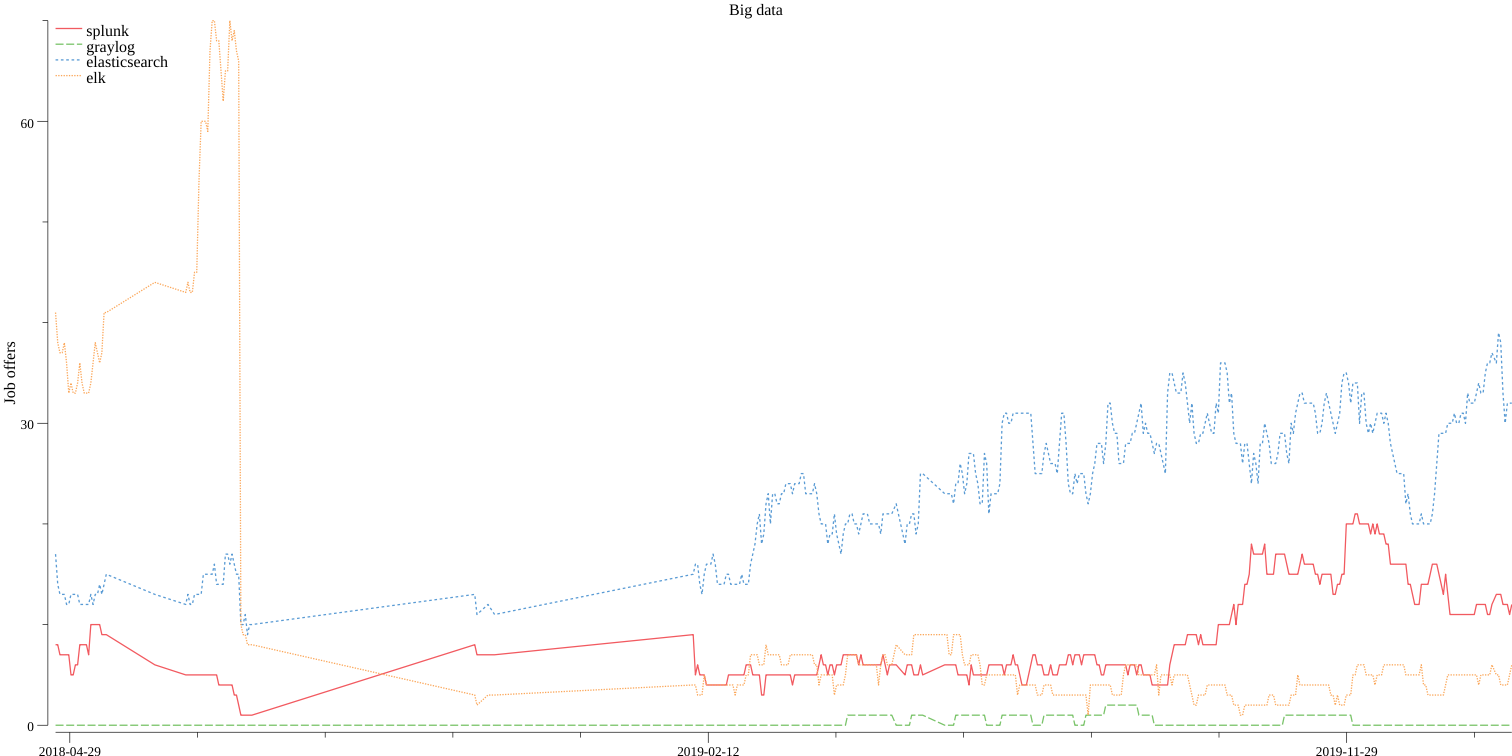 Big data
splunk
graylog
elasticsearch
elk
60
Job offers
30
0
2018-04-29
2019-02-12
2019-11-29